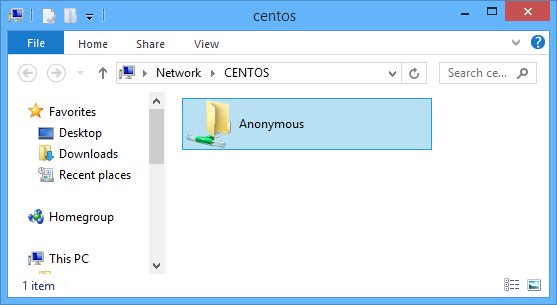 centos
File Home Share View
Network CENTOS Search ce...
Favorites
Desktop
Downloads
Recent places
Homegroup
This PC
Anonymous
1 item